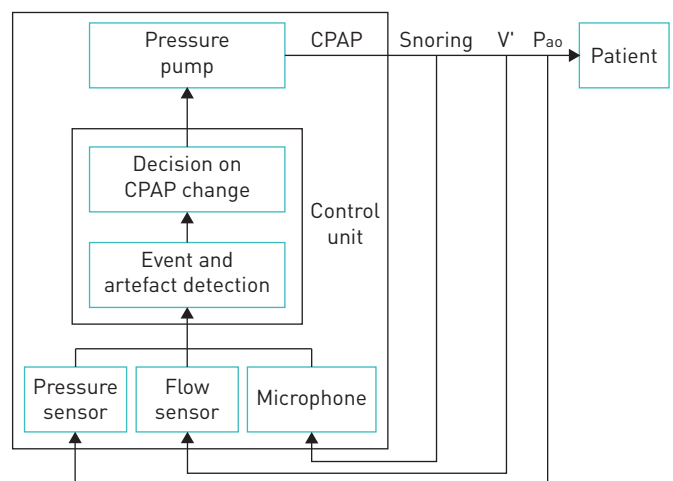 Pressure
pump
CPAP
Snoring
V'
Pao
Patient
Decision on
CPAP change
Control
unit
Event and
artefact detection
Pressure
sensor
Flow
sensor
Microphone